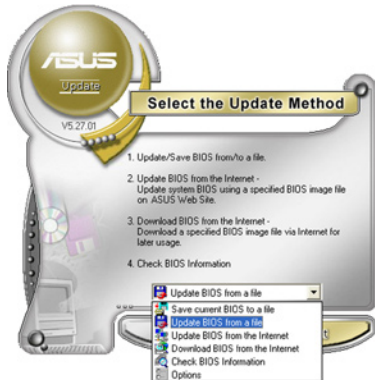 ASUS
Update
V5.27.01
Select the Update Method
1. Update/Save BIOS from/to a file.
2. Update BIOS from the Internet -
Update system BIOS using a specified BIOS image file
on ASUS Web Site.
3. Download BIOS from the Internet -
Download a specified BIOS image file via Internet for
later usage.
4. Check BIOS Information
Update BIOS from a file
Save current BIOS to a file
Update BIOS from a file
Update BIOS from the Internet
Download BIOS from the Internet
Check BIOS Information
Options